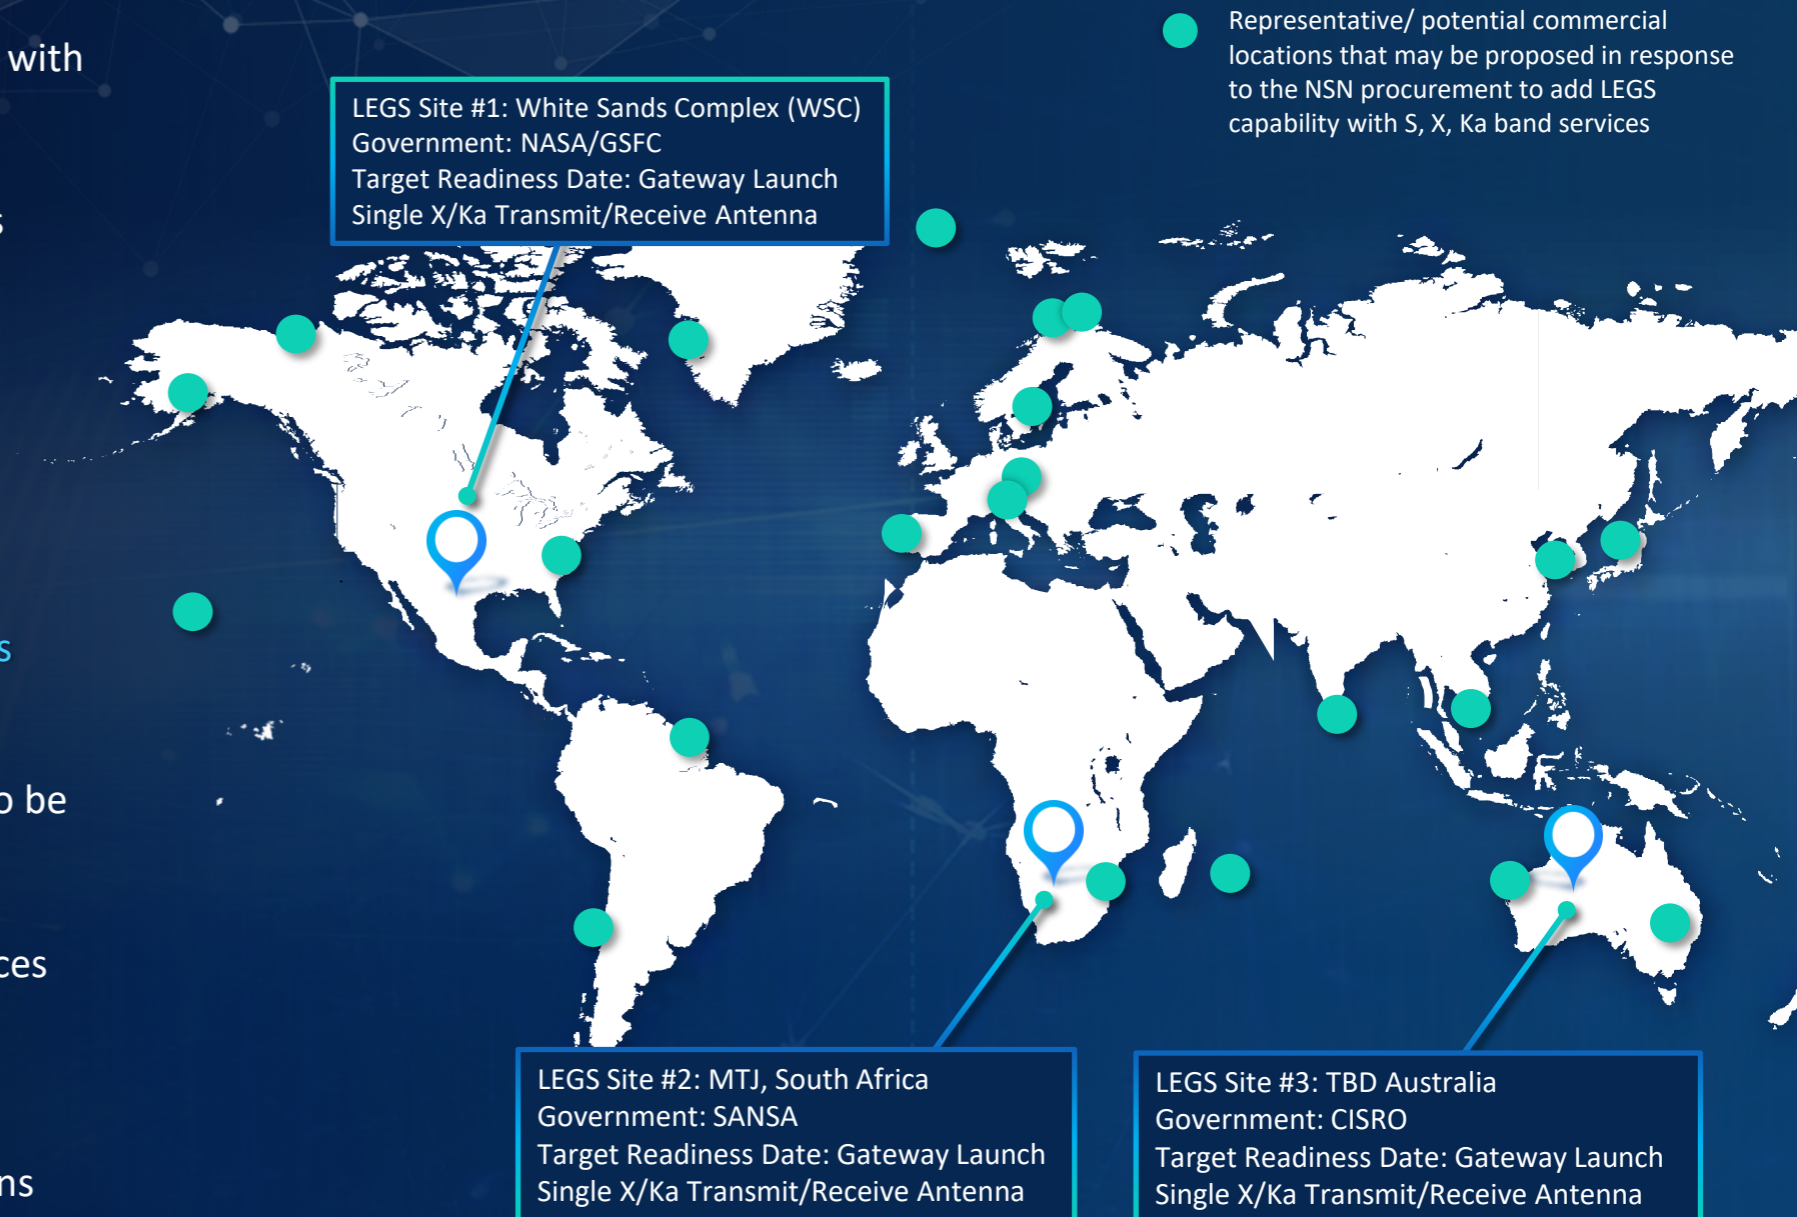 with
Representative/ potential commercial
locations that may be proposed in response
to the NSN procurement to add LEGS
capability with S, X, Ka band services
LEGS Site #1: White Sands Complex (WSC)
Government: NASA/GSFC
Target Readiness Date: Gateway Launch
Single X/Ka Transmit/Receive Antenna
s
s
o be
ces
ns
LEGS Site #2: MTJ, South Africa
Government: SANSA
Target Readiness Date: Gateway Launch
Single X/Ka Transmit/Receive Antenna
LEGS Site #3: TBD Australia
Government: CISRO
Target Readiness Date: Gateway Launch
Single X/Ka Transmit/Receive Antenna